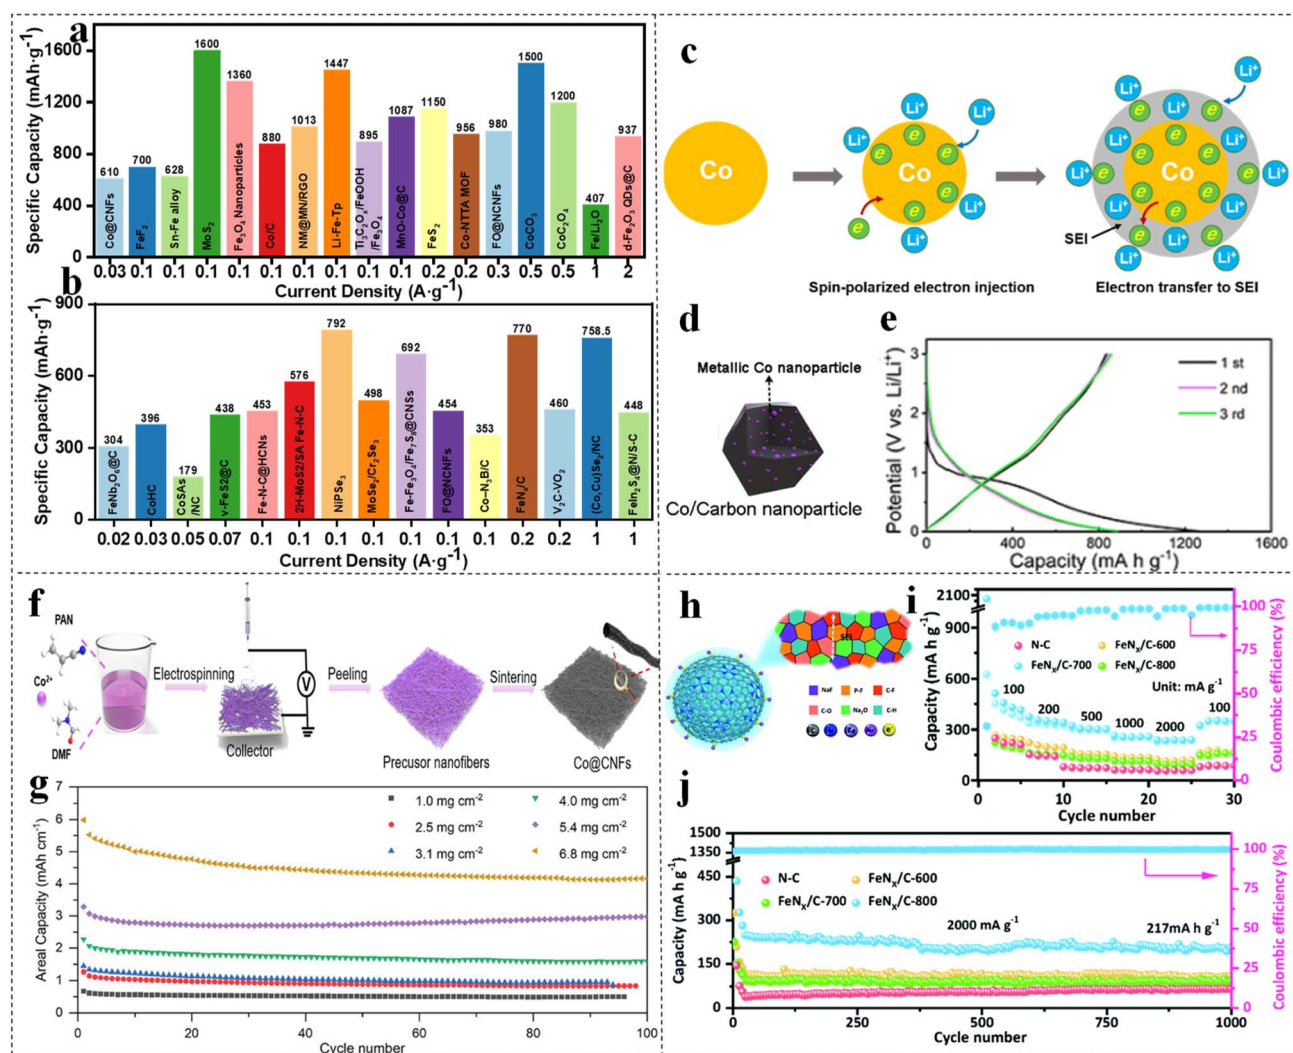 a
Specific Capacity (mAh·g⁻¹)
1600
1200
800
400
0
610
700
628
1600
1360
880
1013
1447
895
1087
1150
956
980
1500
1200
407
937
Co@CNFs
FeF₂
Sn-Fe alloy
MoS₂
Fe₃O₄ Nanoparticles
Co/C
NM@MN/RGO
Li-Fe-Tp
Ti₃C₂Oₓ/FeOOH
/Fe₃O₄
MnO-Co@C
FeS₂
Co-NTTA MOF
FO@NCNFs
CoCO₃
CoC₂O₄
Fe/Li₂O
d-Fe₂O₃ QDs@C
0.03 0.1 0.1 0.1 0.1 0.1 0.1 0.1 0.1 0.1 0.2 0.2 0.3 0.5 0.5 1 2
Current Density (A·g⁻¹)
b
Specific Capacity (mAh·g⁻¹)
900
600
300
0
304
396
179
438
453
576
792
498
692
454
353
770
460
758.5
448
FeNb₂O₆@C
CoHC
CoSAs
/NC
v-FeS2@C
Fe-N-C@HCNs
2H-MoS2/SA Fe-N-C
NiPSe₃
MoSe₂/Cr₂Se₃
Fe-Fe₃O₄/Fe₇S₈@CNSs
FO@NCNFs
Co–N₃B/C
FeNₓ/C
V₂C-VO₂
(Co,Cu)Se₂/NC
FeIn₂S₄@N/S-C
0.02 0.03 0.05 0.07 0.1 0.1 0.1 0.1 0.1 0.1 0.1 0.2 0.2 1 1
Current Density (A·g⁻¹)
c
Co
Co
Li⁺
Li⁺
Li⁺
Li⁺
Li⁺
e
e
e
e
e
e
Spin-polarized electron injection
Co
Li⁺
Li⁺
Li⁺
Li⁺
Li⁺
Li⁺
Li⁺
Li⁺
Li⁺
Li⁺
Li⁺
e
e
e
e
e
e
SEI
Electron transfer to SEI
d
Metallic Co nanoparticle
Co/Carbon nanoparticle
e
Potential (V vs. Li/Li⁺)
3
2
1
0
1 st
2 nd
3 rd
0 400 800 1200 1600
Capacity (mA h g⁻¹)
f
PAN
Co²⁺
DMF
Electrospinning
V
Collector
Peeling
Precusor nanofibers
Sintering
Co@CNFs
g
Areal Capacity (mAh cm⁻¹)
7
6
5
4
3
2
1
0
1.0 mg cm⁻²
2.5 mg cm⁻²
3.1 mg cm⁻²
4.0 mg cm⁻²
5.4 mg cm⁻²
6.8 mg cm⁻²
0 20 40 60 80 100
Cycle number
h
SEI
NaF
P-F
C-F
C-O
Na₂O
C-H
i
Capacity (mA h g⁻¹)
2100
900
600
300
0
N-C
FeNₓ/C-600
FeNₓ/C-700
FeNₓ/C-800
Unit: mA g⁻¹
100
200
500
1000
2000
100
100
75
50
25
0
Coulombic efficiency (%)
0 10 20 30
Cycle number
j
Capacity (mA h g⁻¹)
1500
1350
450
300
150
0
N-C
FeNₓ/C-600
FeNₓ/C-700
FeNₓ/C-800
2000 mA g⁻¹
217mA h g⁻¹
100
75
50
25
0
Coulombic efficiency (%)
0 250 500 750 1000
Cycle number